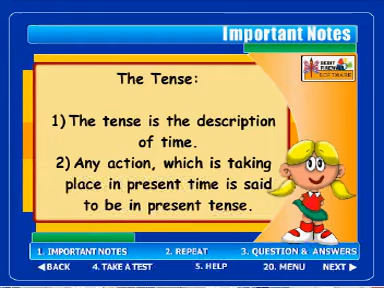 Important Notes
The Tense:
1) The tense is the description
of time.
2) Any action, which is taking
place in present time is said
to be in present tense.
SOFTWARE
1. IMPORTANT NOTES 2. REPEAT 3. QUESTION & ANSWERS
BACK 4. TAKE A TEST 5. HELP 20. MENU NEXT